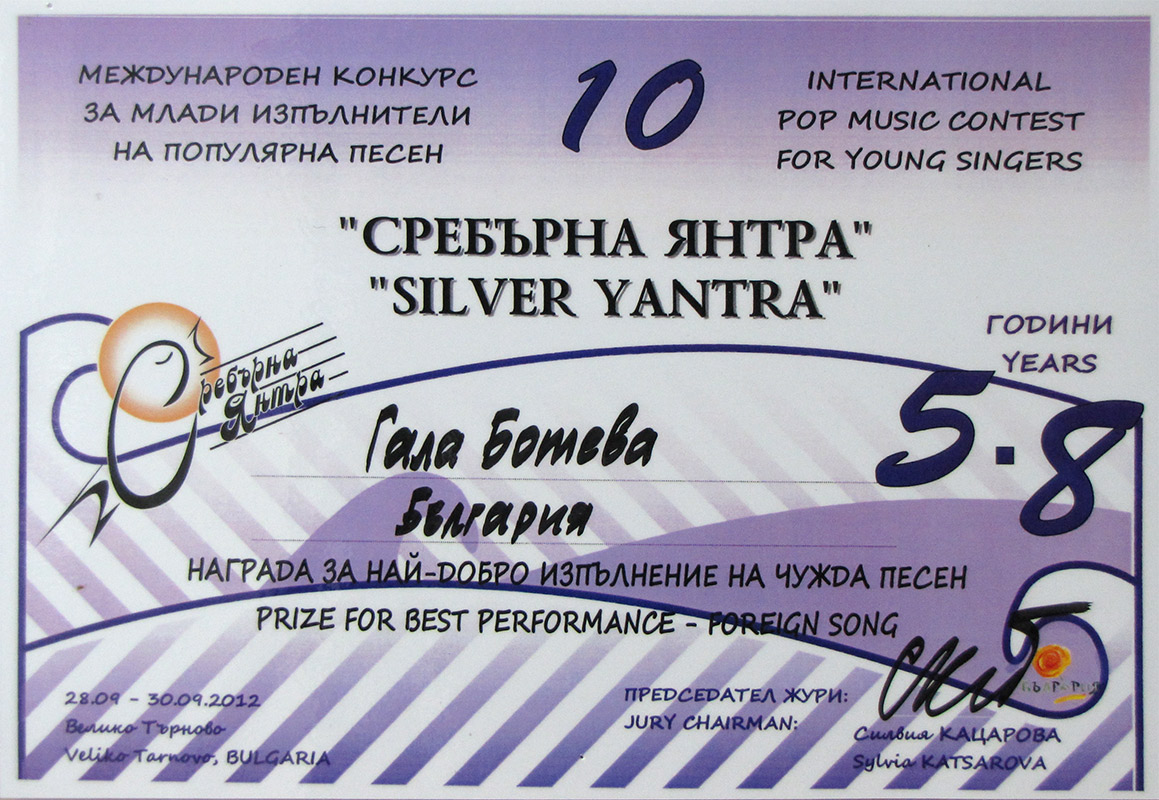 МЕЖДУНАРОДЕН КОНКУРС
ЗА МЛАДИ ИЗПЪЛНИТЕЛИ
НА ПОПУЛЯРНА ПЕСЕН
10
INTERNATIONAL
POP MUSIC CONTEST
FOR YOUNG SINGERS
"СРЕБЪРНА ЯНТРА"
"SILVER YANTRA"
Сребърна
Янтра
ГОДИНИ
YEARS
5-8
Гала Ботева
България
НАГРАДА ЗА НАЙ-ДОБРО ИЗПЪЛНЕНИЕ НА ЧУЖДА ПЕСЕН
PRIZE FOR BEST PERFORMANCE - FOREIGN SONG
28.09 - 30.09.2012
Велико Търново
Veliko Tarnovo, BULGARIA
ПРЕДСЕДАТЕЛ ЖУРИ:
JURY CHAIRMAN:
БЪЛГАРИЯ
Силвия КАЦАРОВА
Sylvia KATSAROVA